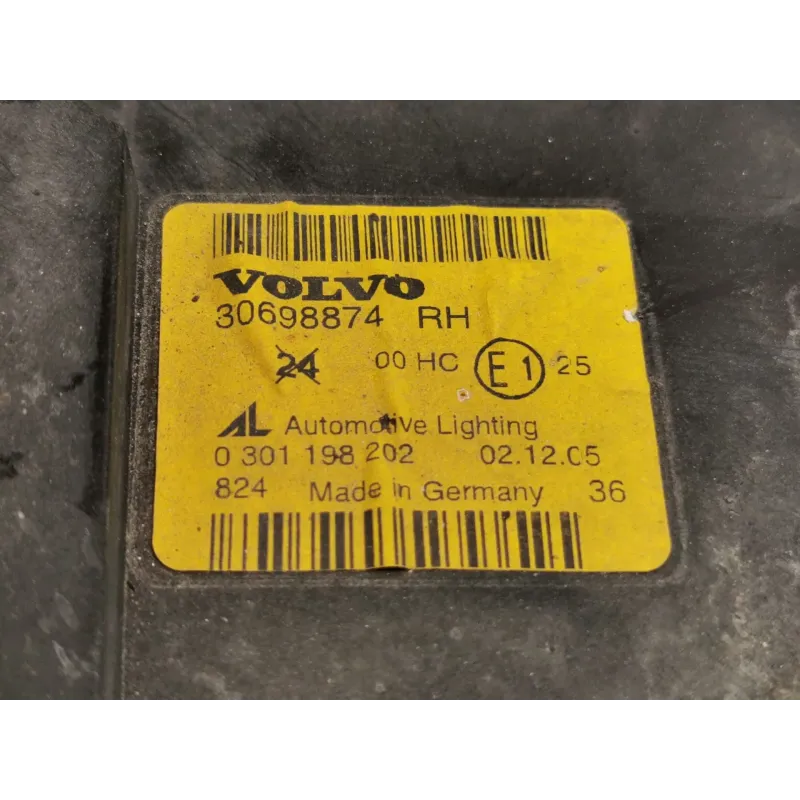 VOLVO
30698874 RH
24 00 HC E1 25
AL Automotive Lighting
0 301 198 202 02.12.05
824 Made in Germany 36